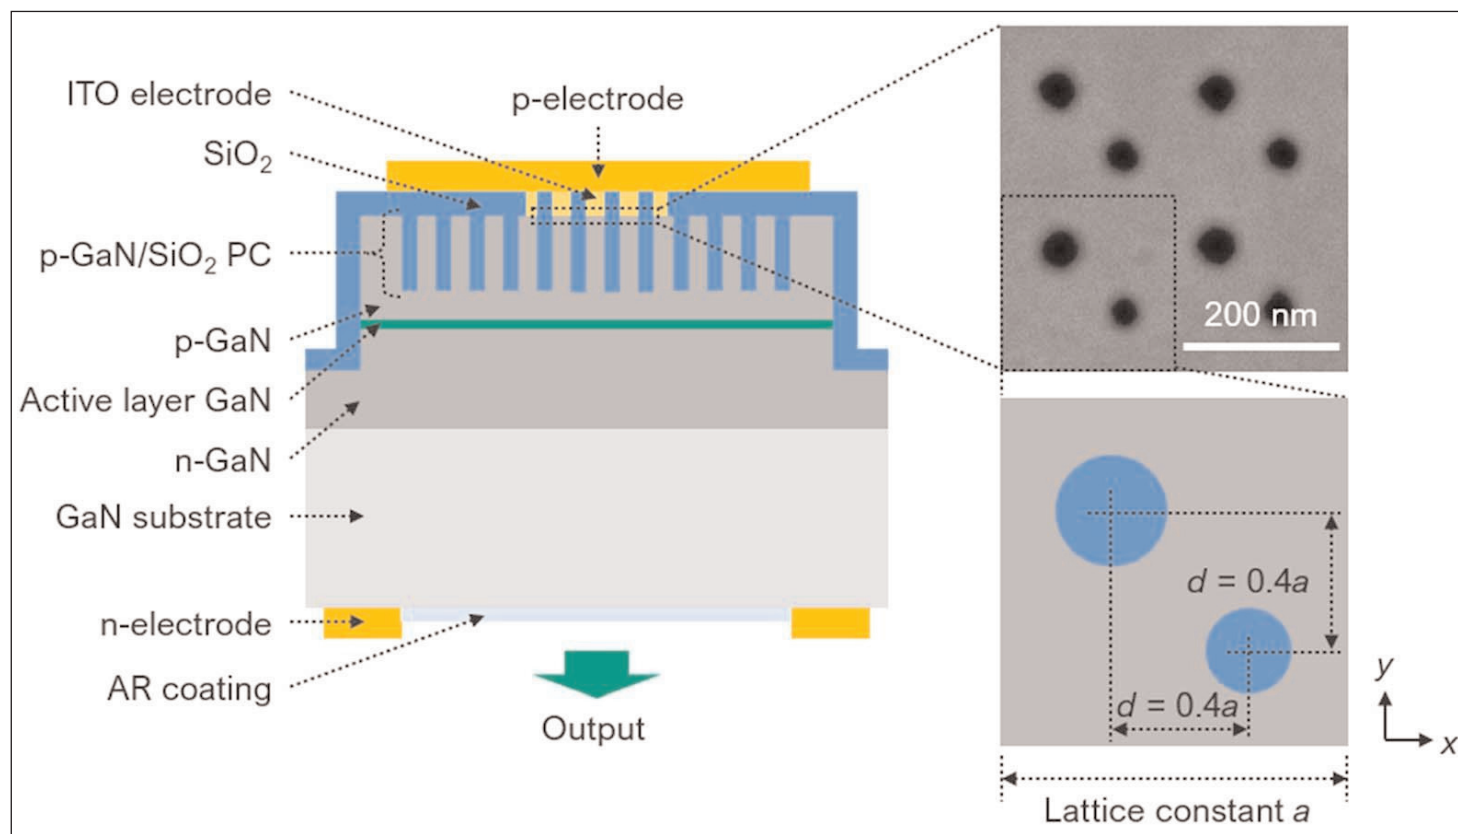 ITO electrode
p-electrode
SiO₂
p-GaN/SiO₂ PC
p-GaN
Active layer GaN
n-GaN
GaN substrate
n-electrode
AR coating
Output
200 nm
d = 0.4a
d = 0.4a
y
x
Lattice constant a